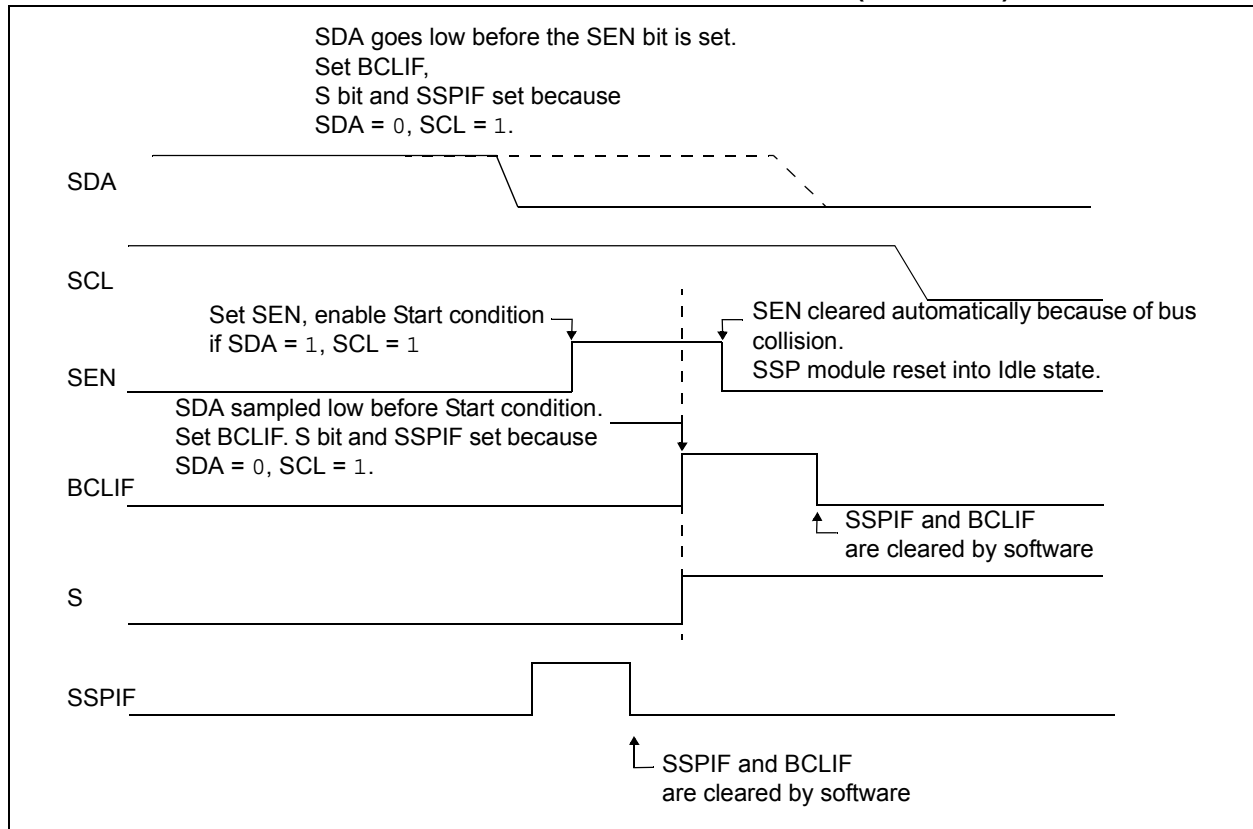 SDA goes low before the SEN bit is set.
Set BCLIF,
S bit and SSPIF set because
SDA = 0, SCL = 1.
SDA
SCL
Set SEN, enable Start condition
if SDA = 1, SCL = 1
SEN cleared automatically because of bus
collision.
SSP module reset into Idle state.
SEN
SDA sampled low before Start condition.
Set BCLIF. S bit and SSPIF set because
SDA = 0, SCL = 1.
BCLIF
SSPIF and BCLIF
are cleared by software
S
SSPIF
SSPIF and BCLIF
are cleared by software